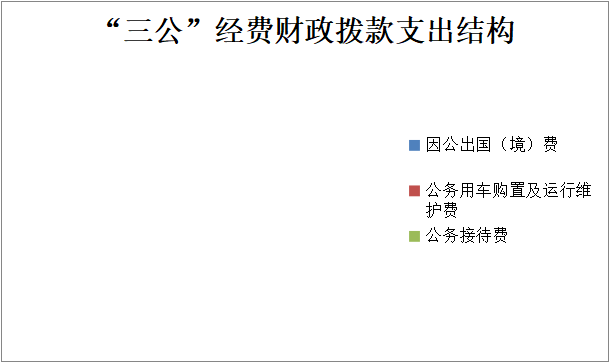 “三公”经费财政拨款支出结构
因公出国（境）费
公务用车购置及运行维
护费
公务接待费